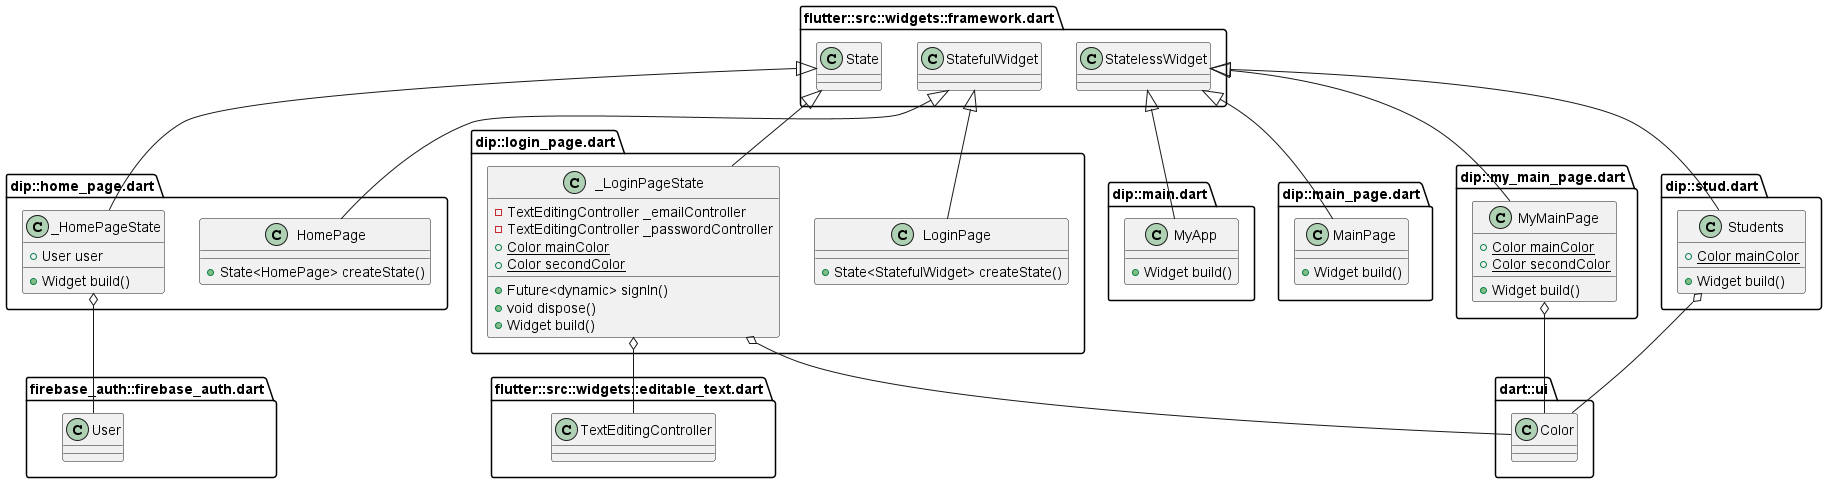 flutter::src::widgets::framework.dart
C State
C StatefulWidget
C StatelessWidget
dip::login_page.dart
C _LoginPageState
TextEditingController _emailController
TextEditingController _passwordController
Color mainColor
Color secondColor
Future<dynamic> signIn()
void dispose()
Widget build()
C LoginPage
State<StatefulWidget> createState()
dip::home_page.dart
C _HomePageState
User user
Widget build()
C HomePage
State<HomePage> createState()
dip::main.dart
C MyApp
Widget build()
dip::main_page.dart
C MainPage
Widget build()
dip::my_main_page.dart
C MyMainPage
Color mainColor
Color secondColor
Widget build()
dip::stud.dart
C Students
Color mainColor
Widget build()
firebase_auth::firebase_auth.dart
C User
flutter::src::widgets::editable_text.dart
C TextEditingController
dart::ui
C Color